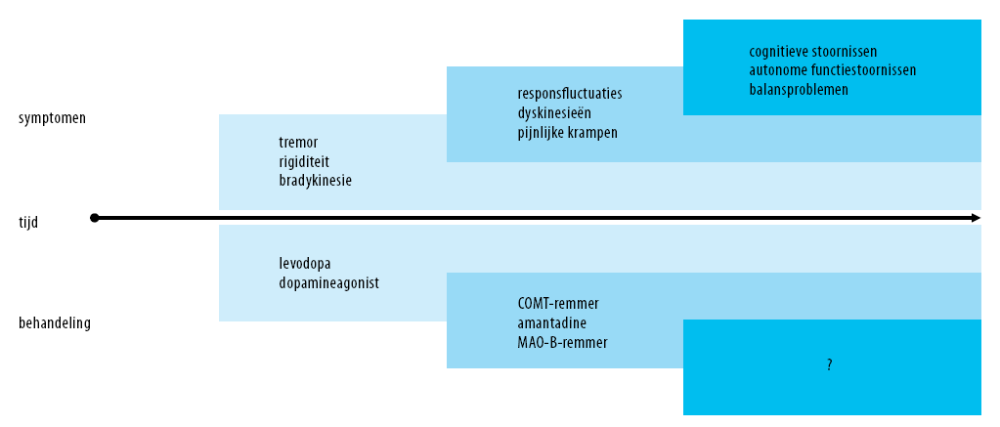 cognitieve stoornissen
autonome functiestoornissen
balansproblemen
responsfluctuaties
dyskinesieën
pijnlijke krampen
symptomen
tremor
rigiditeit
bradykinesie
tijd
levodopa
dopamineagonist
behandeling
COMT-remmer
amantadine
MAO-B-remmer
?